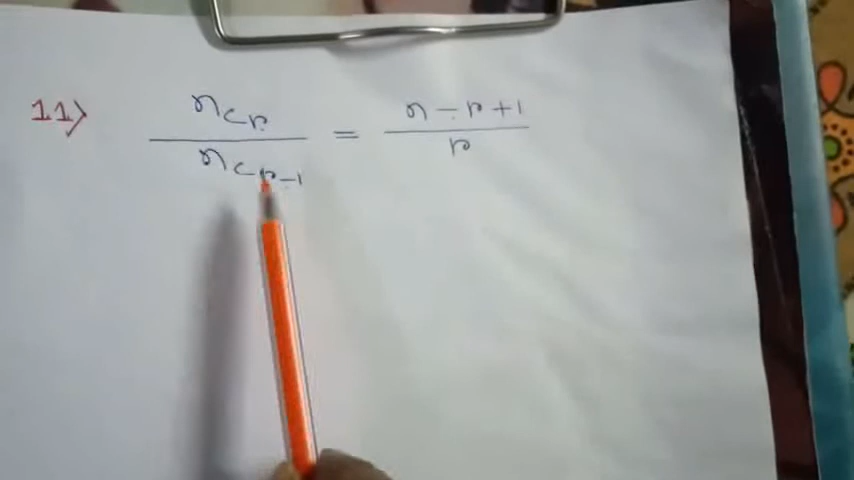 11) nCr / nCr-1 = n-r+1 / r